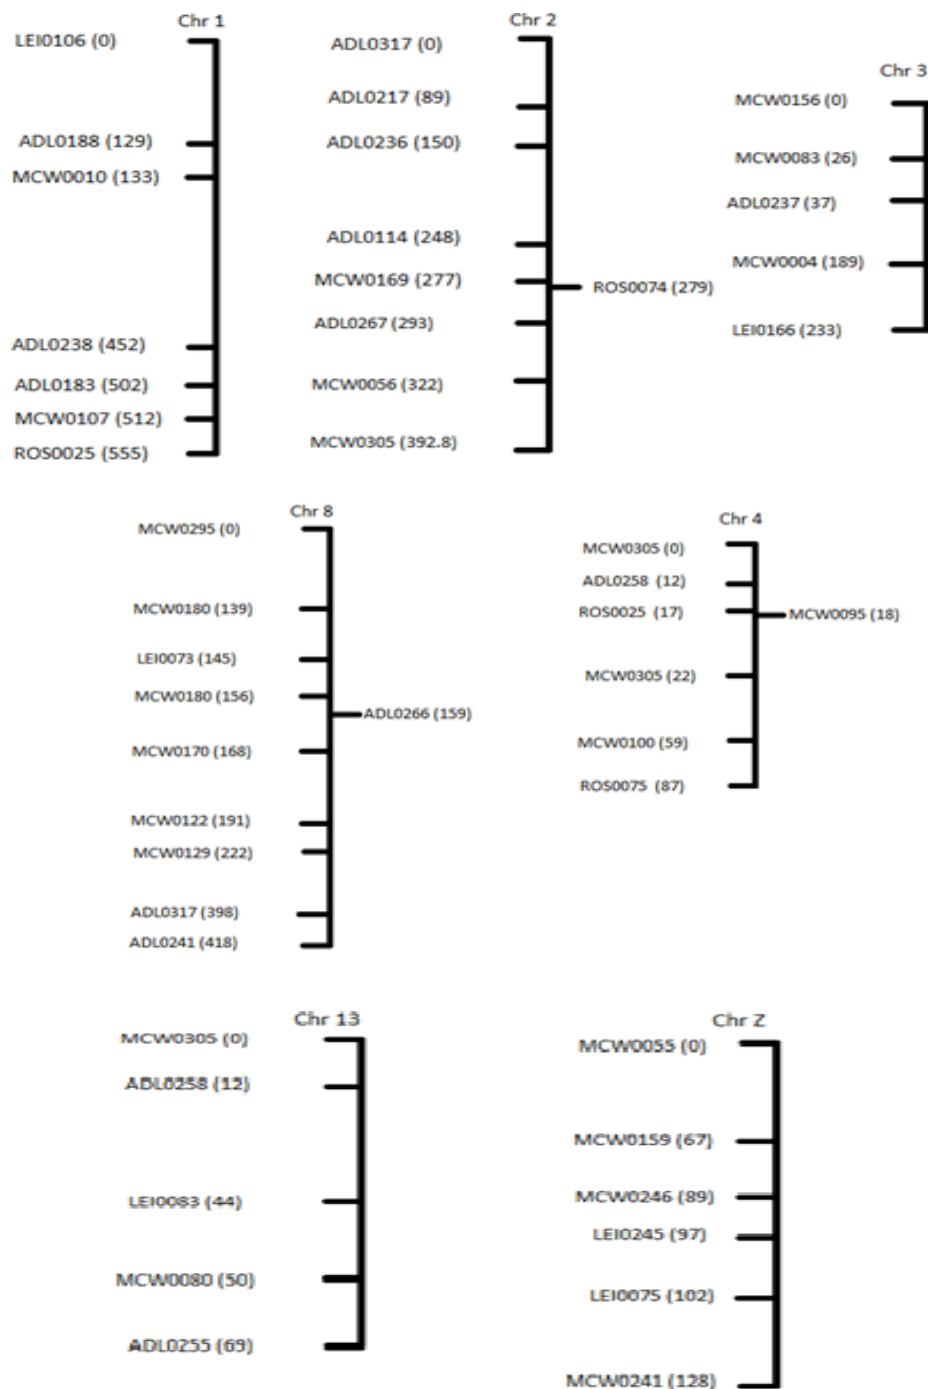 Chr 1
LEI0106 (0)
ADL0188 (129)
MCW0010 (133)
ADL0238 (452)
ADL0183 (502)
MCW0107 (512)
ROS0025 (555)
Chr 2
ADL0317 (0)
ADL0217 (89)
ADL0236 (150)
ADL0114 (248)
MCW0169 (277)
ROS0074 (279)
ADL0267 (293)
MCW0056 (322)
MCW0305 (392.8)
Chr 3
MCW0156 (0)
MCW0083 (26)
ADL0237 (37)
MCW0004 (189)
LEI0166 (233)
Chr 8
MCW0295 (0)
MCW0180 (139)
LEI0073 (145)
MCW0180 (156)
ADL0266 (159)
MCW0170 (168)
MCW0122 (191)
MCW0129 (222)
ADL0317 (398)
ADL0241 (418)
Chr 4
MCW0305 (0)
ADL0258 (12)
ROS0025 (17)
MCW0095 (18)
MCW0305 (22)
MCW0100 (59)
ROS0075 (87)
Chr 13
MCW0305 (0)
ADL0258 (12)
LEI0083 (44)
MCW0080 (50)
ADL0255 (69)
Chr Z
MCW0055 (0)
MCW0159 (67)
MCW0246 (89)
LEI0245 (97)
LEI0075 (102)
MCW0241 (128)